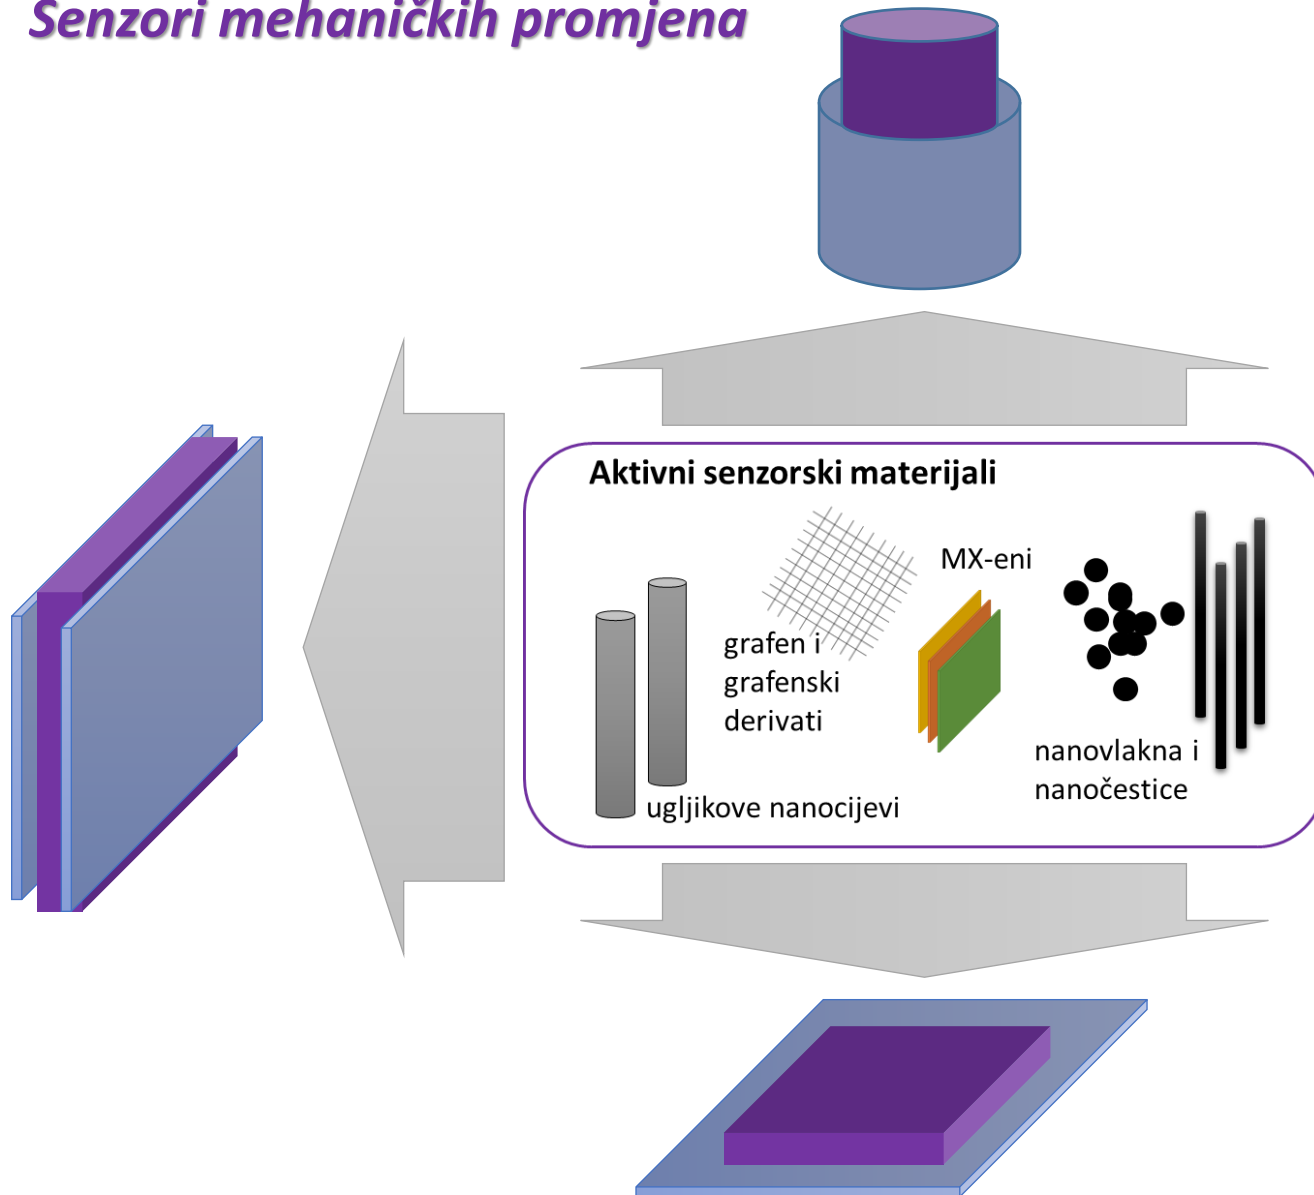 Senzori mehaničkih promjena
Aktivni senzorski materijali
MX-eni
grafen i
grafenski
derivati
nanovlakna i
nanočestice
ugljikove nanocijevi